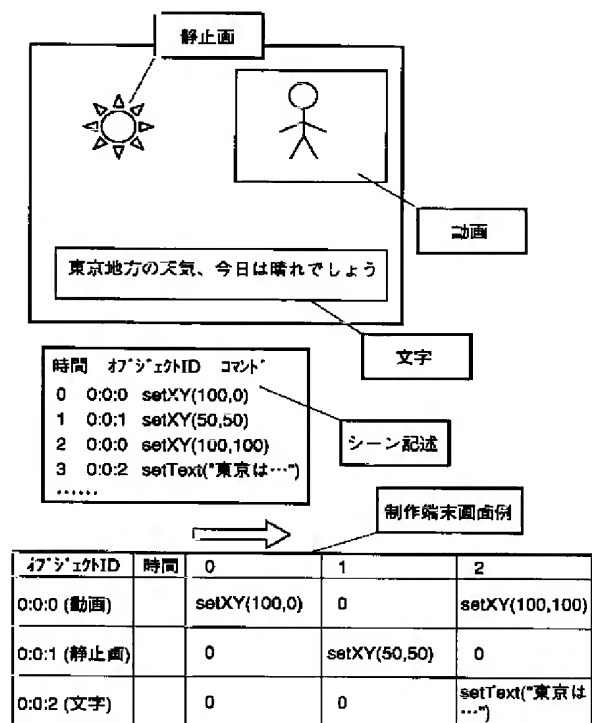 静止画
動画
東京地方の天気、今日は晴れでしょう
文字
時間 オブジェクトID コマンド
0 0:0:0 setXY(100,0)
1 0:0:1 setXY(50,50)
2 0:0:0 setXY(100,100)
3 0:0:2 setText("東京は…")
……
シーン記述
制作端末画面例
オブジェクトID 時間 0 1 2
0:0:0 (動画) setXY(100,0) 0 setXY(100,100)
0:0:1 (静止画) 0 setXY(50,50) 0
0:0:2 (文字) 0 0 setText("東京は
…")